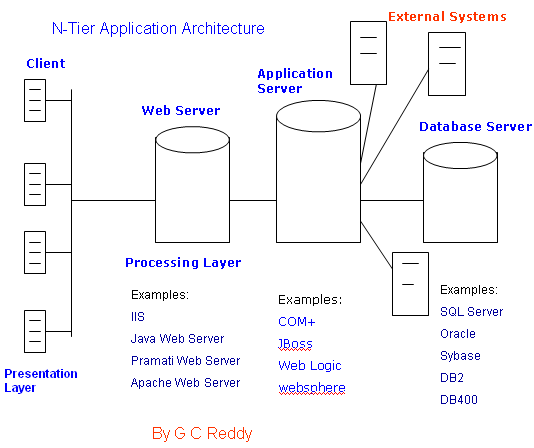 N-Tier Application Architecture
External Systems
Client
Application
Server
Web Server
Database Server
Processing Layer
Examples:
IIS
Java Web Server
Pramati Web Server
Apache Web Server
Examples:
COM+
JBoss
Web Logic
websphere
Examples:
SQL Server
Oracle
Sybase
DB2
DB400
Presentation
Layer
By G C Reddy